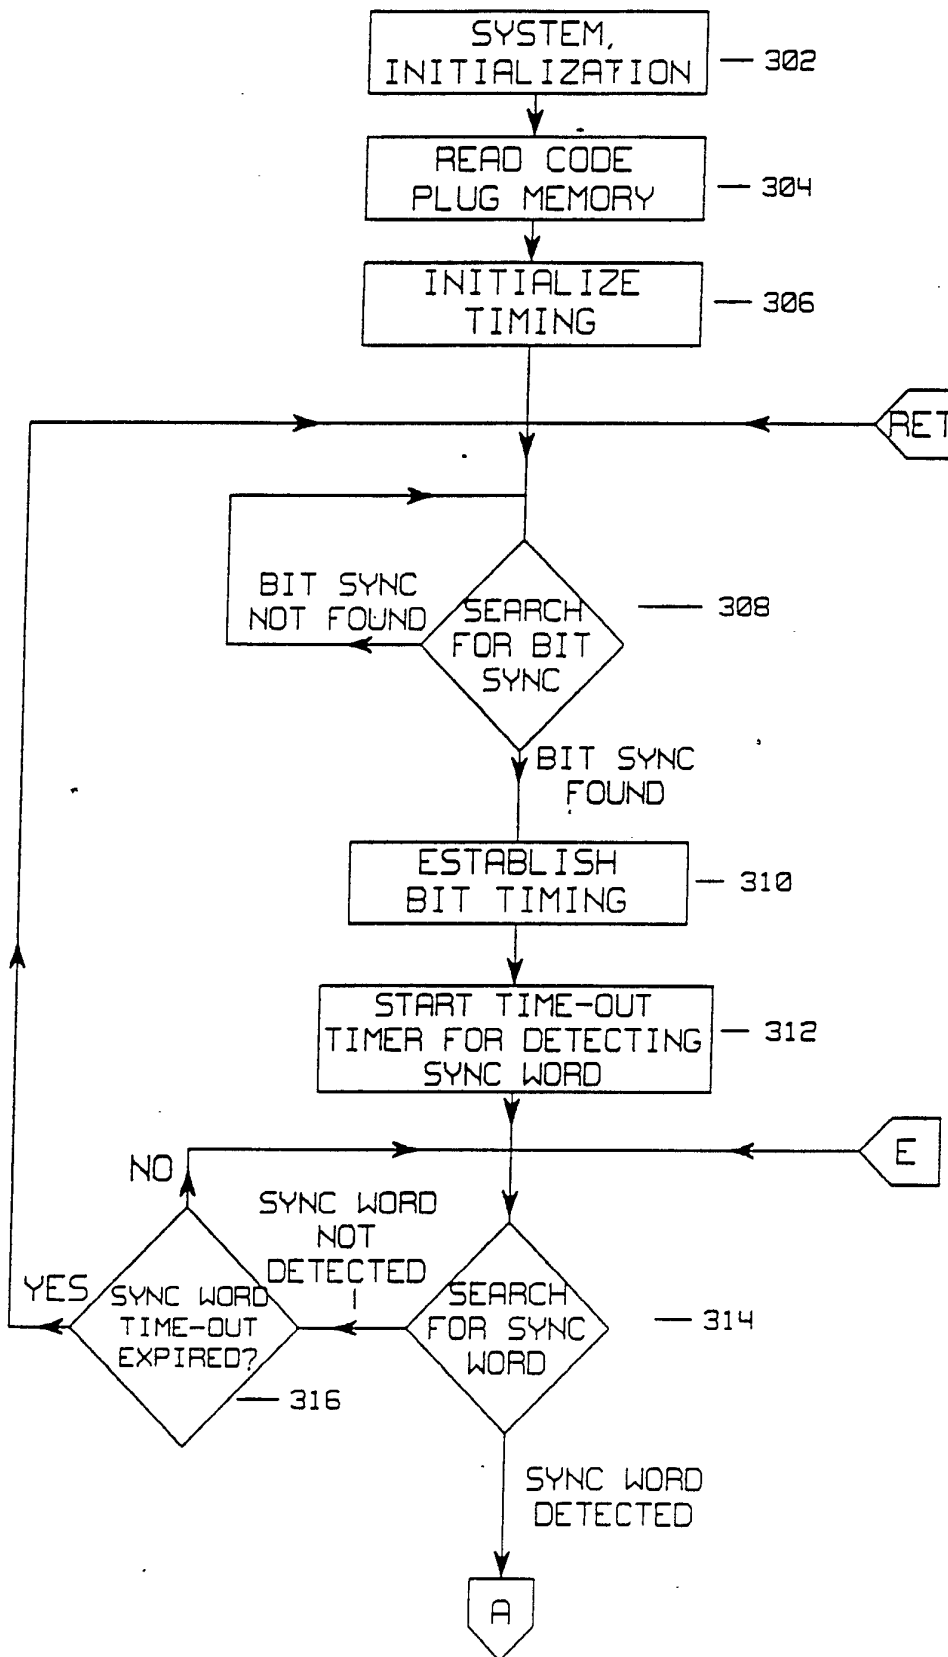 SYSTEM,
INITIALIZATION
302
READ CODE
PLUG MEMORY
304
INITIALIZE
TIMING
306
RET
BIT SYNC
NOT FOUND
SEARCH
FOR BIT
SYNC
308
BIT SYNC
FOUND
ESTABLISH
BIT TIMING
310
START TIME-OUT
TIMER FOR DETECTING
SYNC WORD
312
E
NO
SYNC WORD
NOT
DETECTED
YES
SYNC WORD
TIME-OUT
EXPIRED?
316
SEARCH
FOR SYNC
WORD
314
SYNC WORD
DETECTED
A